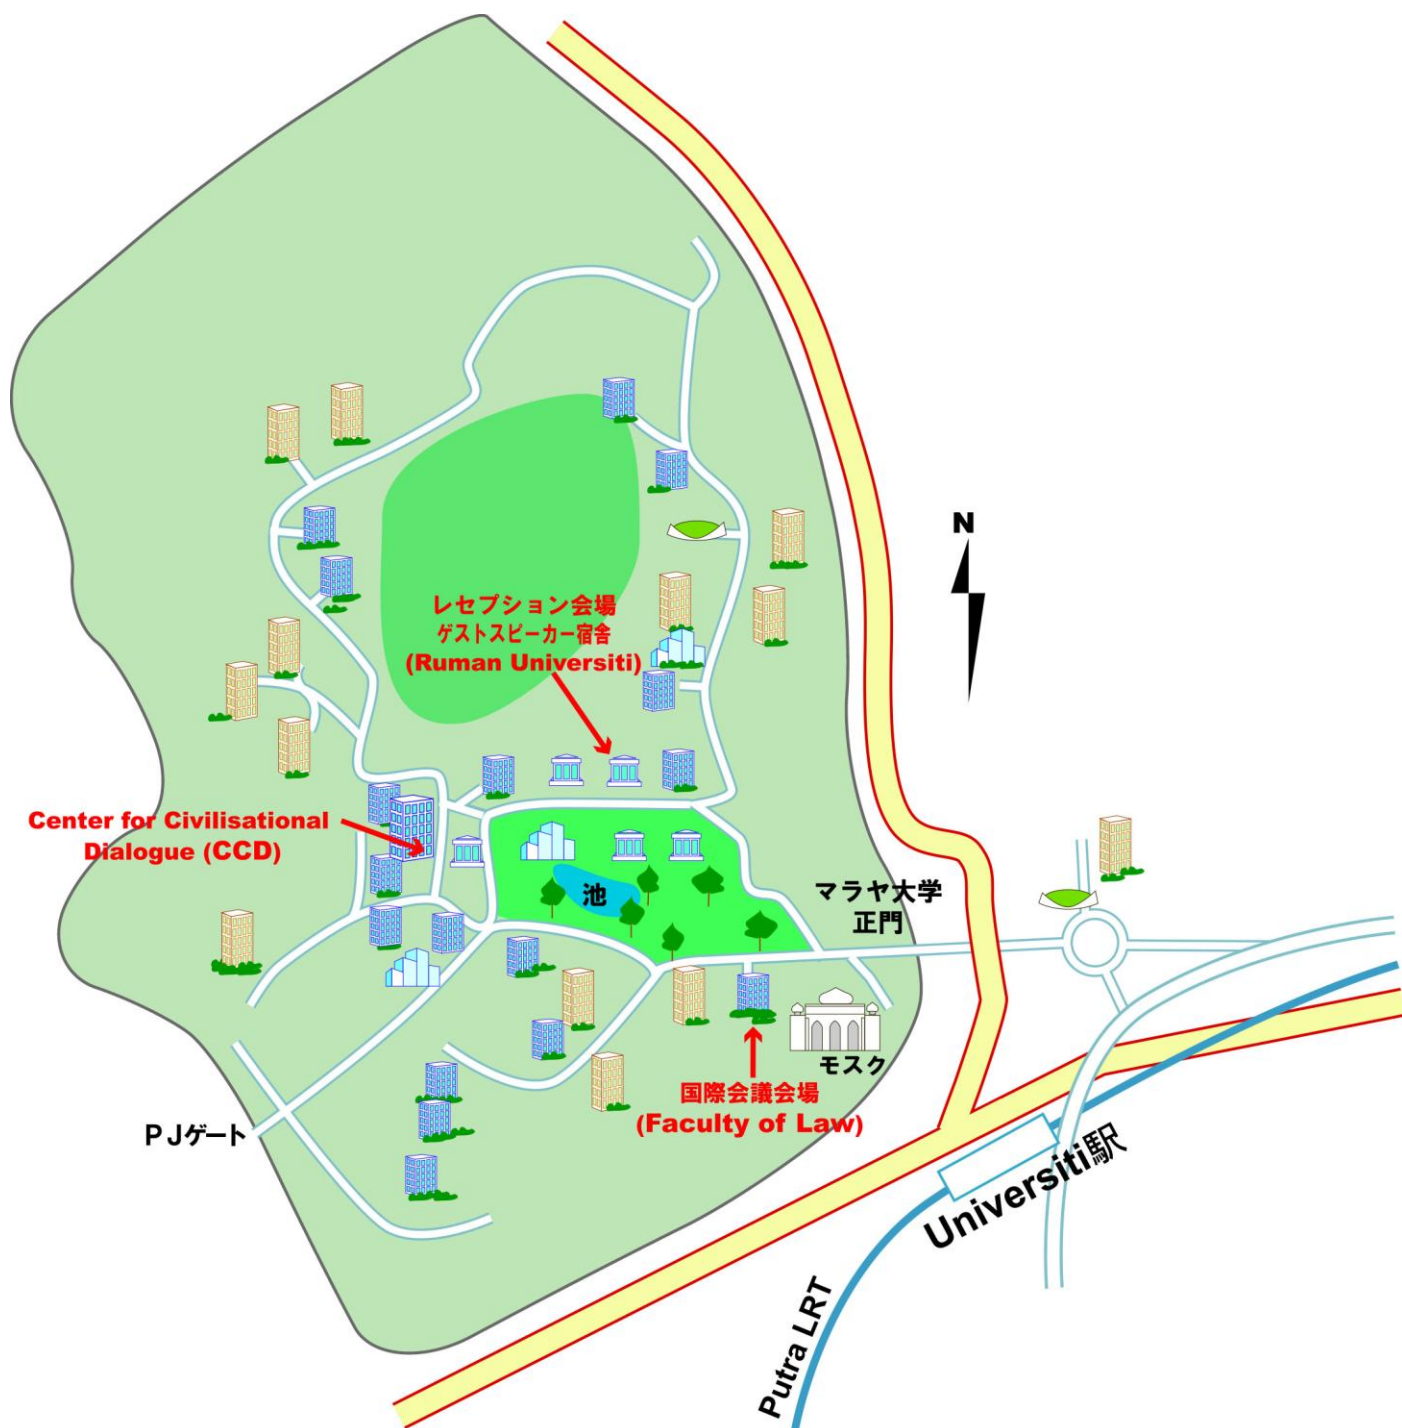 N
レセプション会場
ゲストスピーカー宿舎
(Ruman Universiti)
Center for Civilisational
Dialogue (CCD)
池
マラヤ大学
正門
モスク
国際会議会場
(Faculty of Law)
PJゲート
Universiti駅
Putra LRT